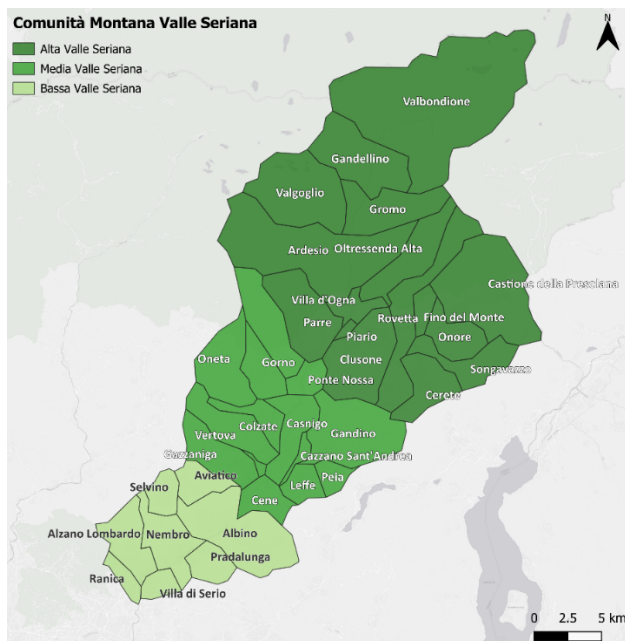 Comunità Montana Valle Seriana
N
Alta Valle Seriana
Media Valle Seriana
Bassa Valle Seriana
Valbondione
Gandellino
Valgoglio
Gromo
Ardesio
Oltressenda Alta
Castione della Presolana
Villa d'Ogna
Parre
Rovetta
Fino del Monte
Piario
Onore
Oneta
Gorno
Clusone
Songavazzo
Ponte Nossa
Cerete
Casnigo
Colzate
Vertova
Gandino
Gazzaniga
Cazzano Sant'Andrea
Aviatico
Peia
Selvino
Leffe
Cene
Alzano Lombardo
Nembro
Albino
Pradalunga
Ranica
Villa di Serio
0 2.5 5 km